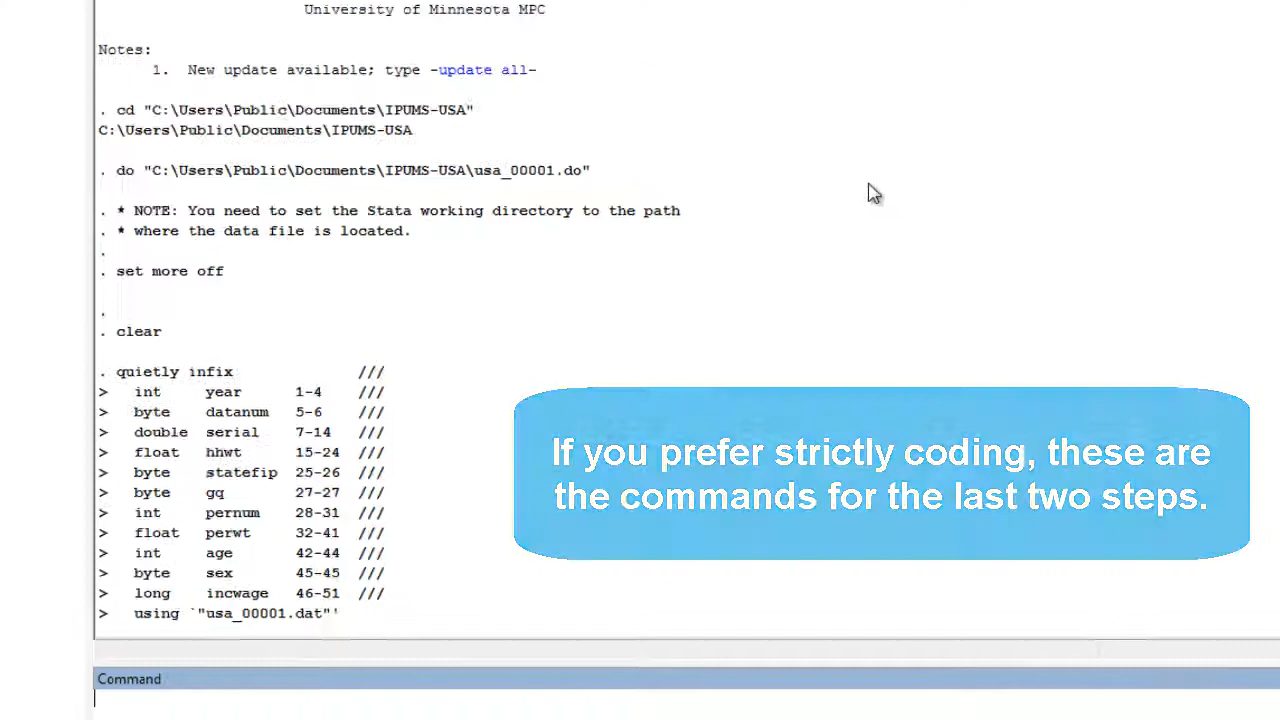 University of Minnesota MPC
Notes:
1. New update available; type -update all-
. cd "C:\Users\Public\Documents\IPUMS-USA"
C:\Users\Public\Documents\IPUMS-USA
. do "C:\Users\Public\Documents\IPUMS-USA\usa_00001.do"
. * NOTE: You need to set the Stata working directory to the path
. * where the data file is located.
.
. set more off
.
. clear
. quietly infix ///
> int year 1-4 ///
> byte datanum 5-6 ///
> double serial 7-14 ///
> float hhwt 15-24 ///
> byte statefip 25-26 ///
> byte gq 27-27 ///
> int pernum 28-31 ///
> float perwt 32-41 ///
> int age 42-44 ///
> byte sex 45-45 ///
> long incwage 46-51 ///
> using `"usa_00001.dat"'
If you prefer strictly coding, these are
the commands for the last two steps.
Command